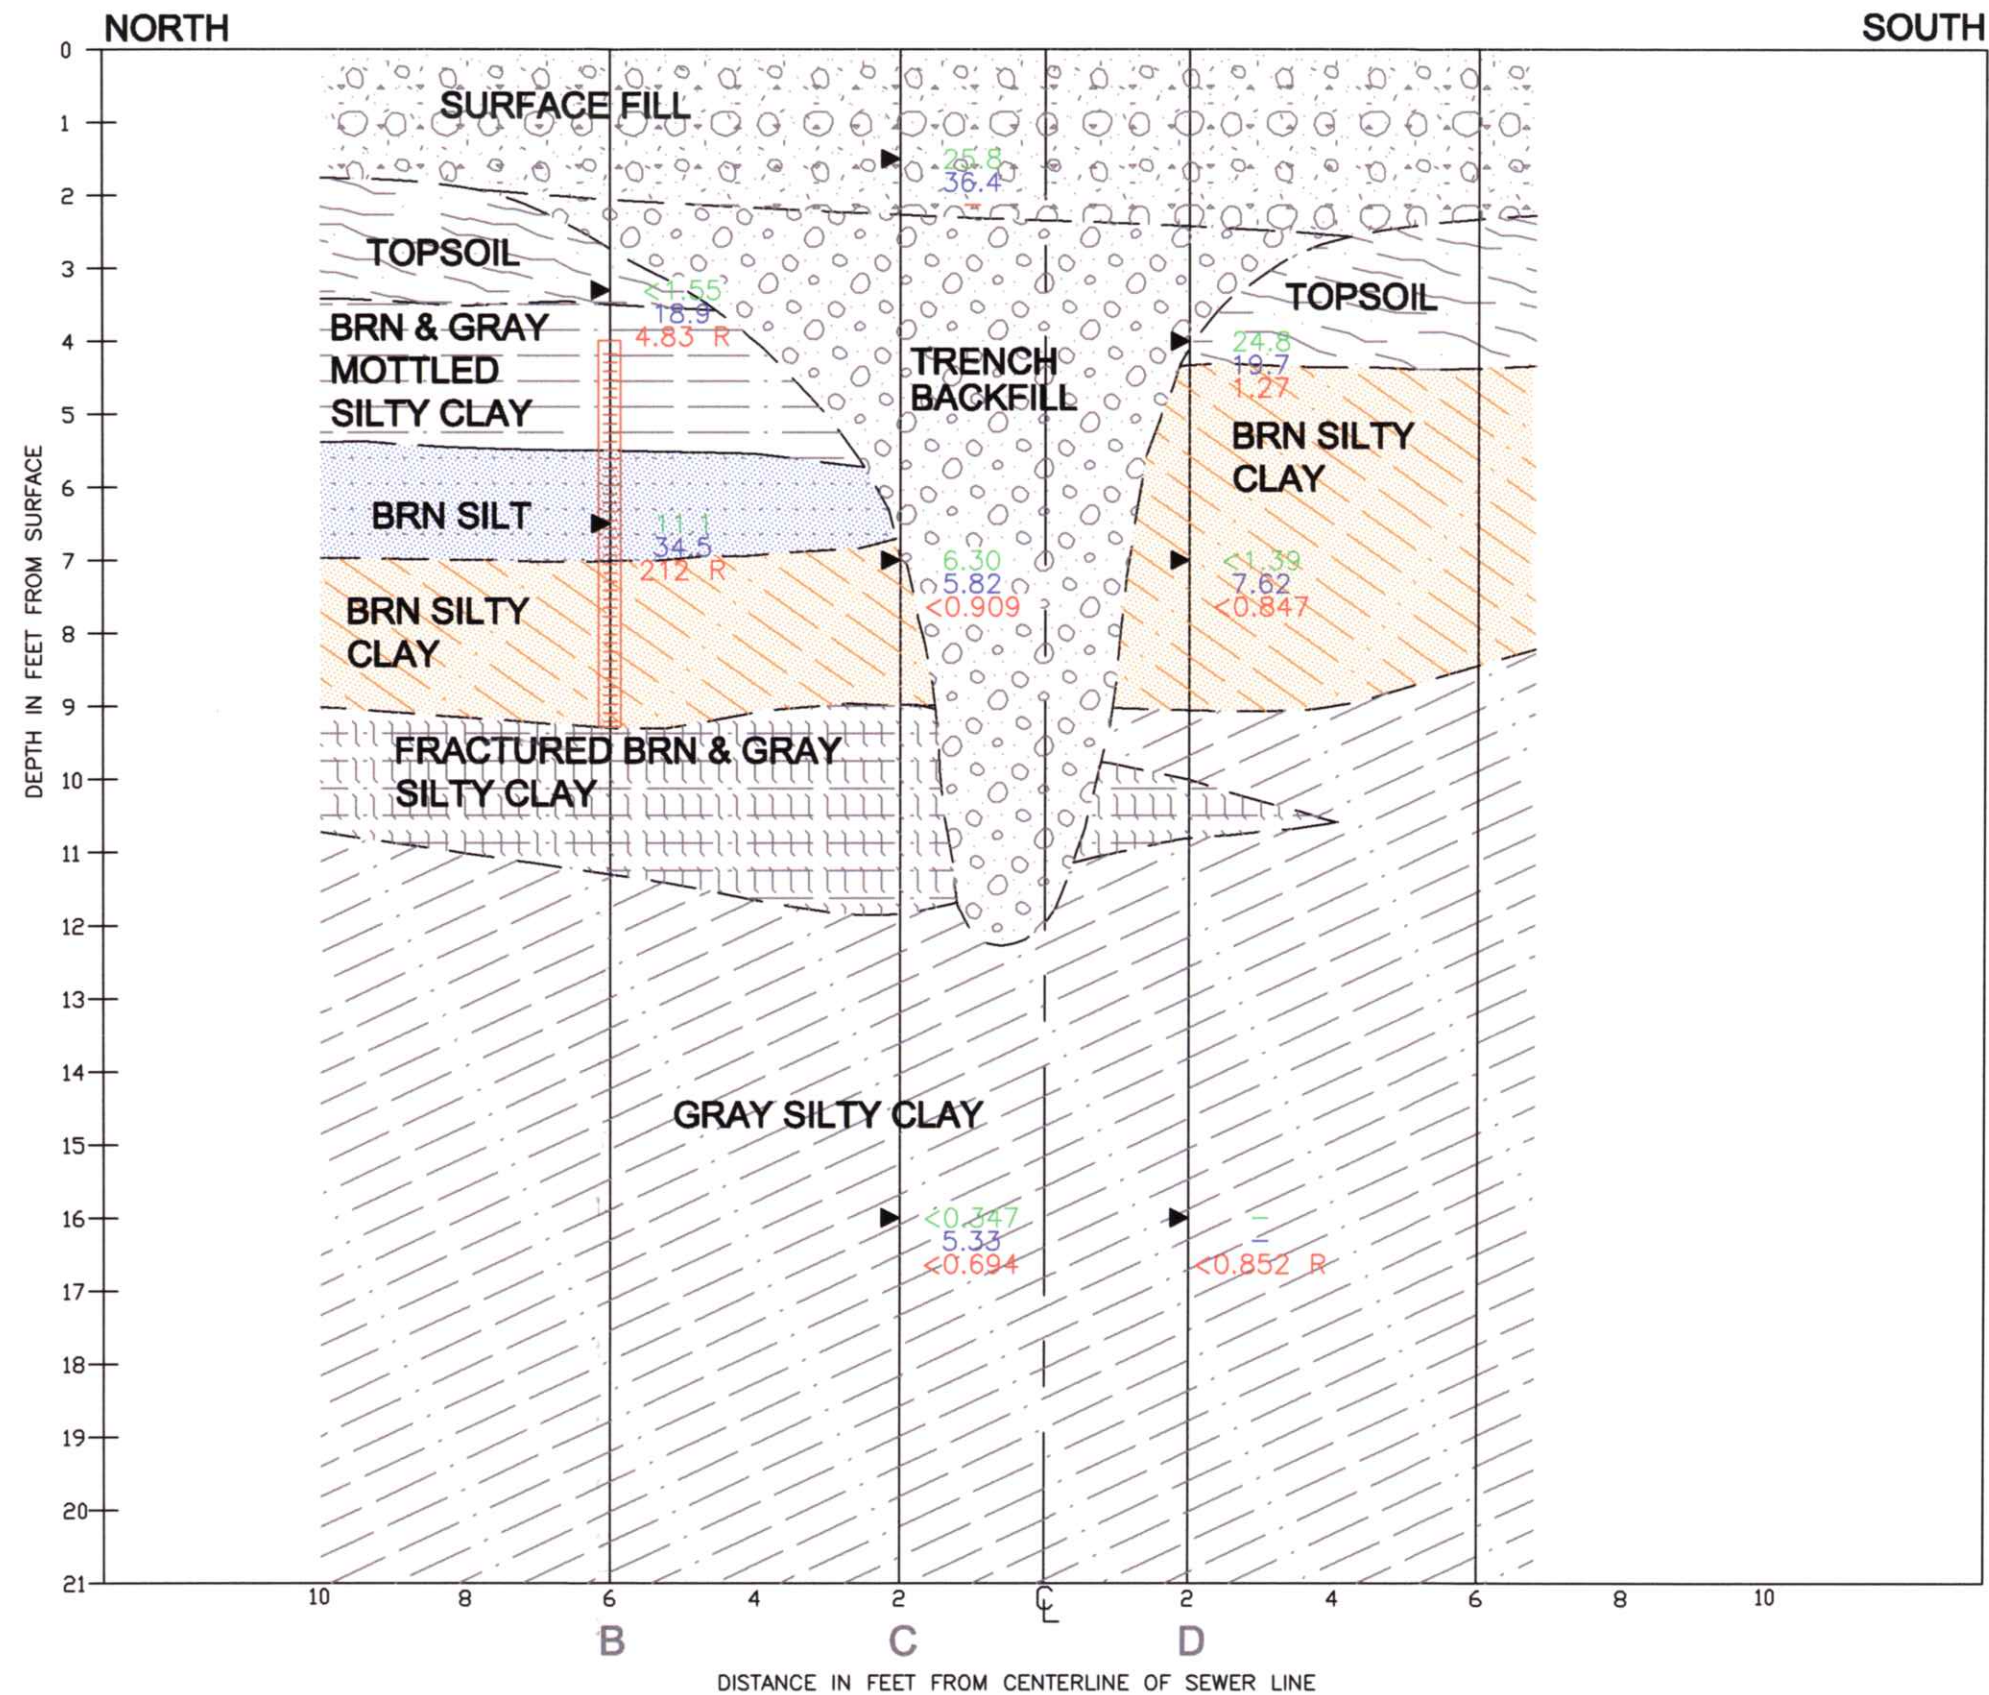 NORTH
SOUTH
0
SURFACE FILL
1
25.8
36.4
–
2
TOPSOIL
3
<1.55
18.9
4.83 R
TOPSOIL
BRN & GRAY
MOTTLED
SILTY CLAY
4
TRENCH
BACKFILL
24.8
19.7
1.27
5
BRN SILTY
CLAY
6
BRN SILT
11.1
34.5
212 R
7
6.30
5.82
<0.909
<1.39
7.62
<0.847
BRN SILTY
CLAY
8
9
FRACTURED BRN & GRAY
SILTY CLAY
10
11
12
13
14
GRAY SILTY CLAY
15
16
<0.347
5.33
<0.694
–
–
<0.852 R
17
18
19
20
21
DEPTH IN FEET FROM SURFACE
10 8 6 4 2 ℄ 2 4 6 8 10
B C D
DISTANCE IN FEET FROM CENTERLINE OF SEWER LINE